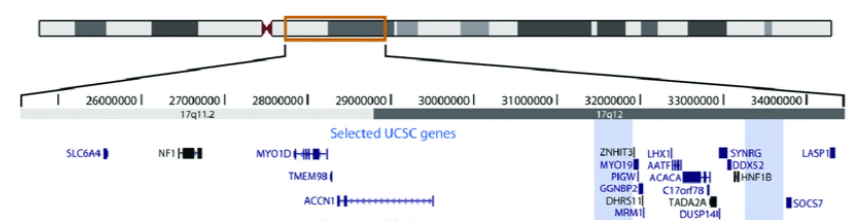 26000000 27000000 28000000 29000000 30000000 31000000 32000000 33000000 34000000
17q11.2 17q12
Selected UCSC genes
SLC6A4 NF1 MYO1D ZNHIT3 LHX1 SYNRG LASP1
MYO19 AATF DDX52
TMEM98 PIGW ACACA HNF1B
GGNBP2 C17orf78
ACCN1 DHRS11 TADA2A SOCS7
MRM1 DUSP14